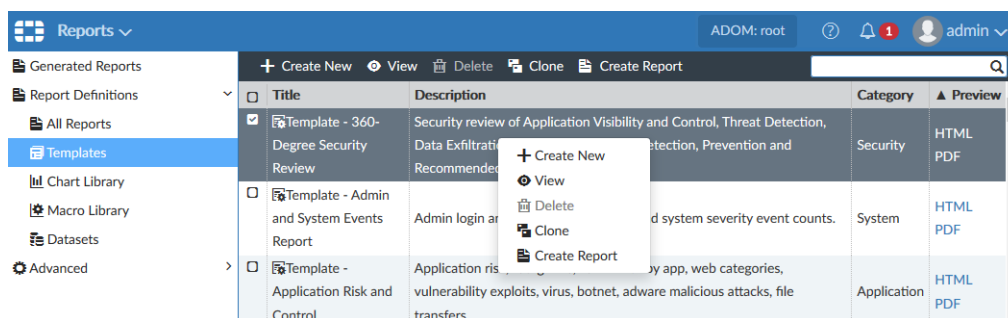 Reports
ADOM: root
1
admin
Generated Reports
Report Definitions
All Reports
Templates
Chart Library
Macro Library
Datasets
Advanced
Create New View Delete Clone Create Report
Title Description Category ▲ Preview
Template - 360-
Degree Security
Review
Security review of Application Visibility and Control, Threat Detection,
Data Exfiltration etection, Prevention and
Recommended
Security
HTML
PDF
Create New
View
Delete
Clone
Create Report
Template - Admin
and System Events
Report
Admin login a d system severity event counts.
System
HTML
PDF
Template -
Application Risk and
Control
Application ris by app, web categories,
vulnerability exploits, virus, botnet, adware malicious attacks, file
transfers
Application
HTML
PDF